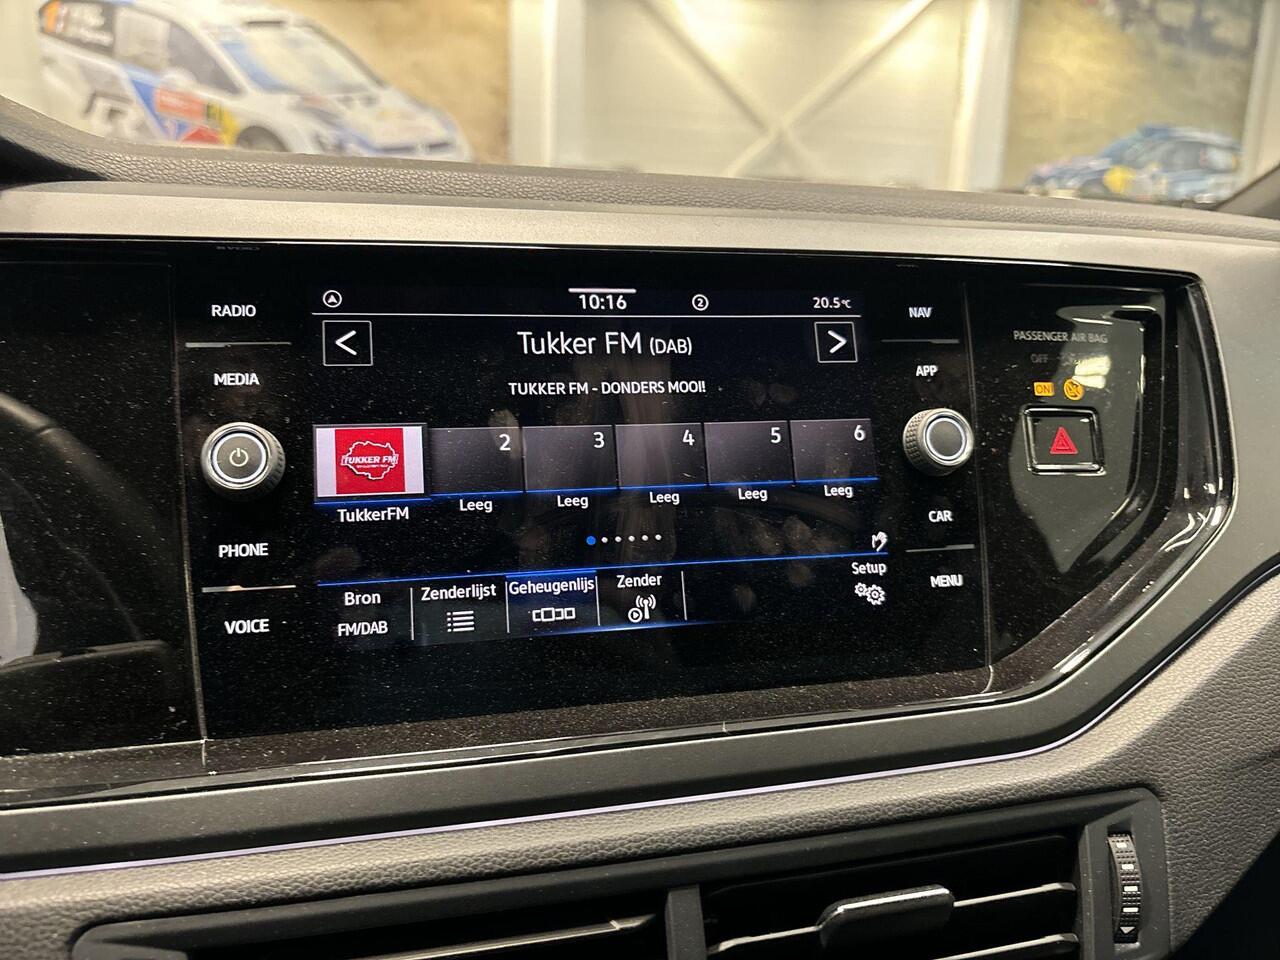 RADIO
MEDIA
PHONE
VOICE
10:16
2
20.5°C
Tukker FM (DAB)
TUKKER FM - DONDERS MOOI!
TUKKER FM
2
3
4
5
6
TukkerFM
Leeg
Leeg
Leeg
Leeg
Leeg
Bron
FM/DAB
Zenderlijst
Geheugenlijs
Zender
Setup
NAV
APP
CAR
MENU
PASSENGER AIR BAG
OFF
ON